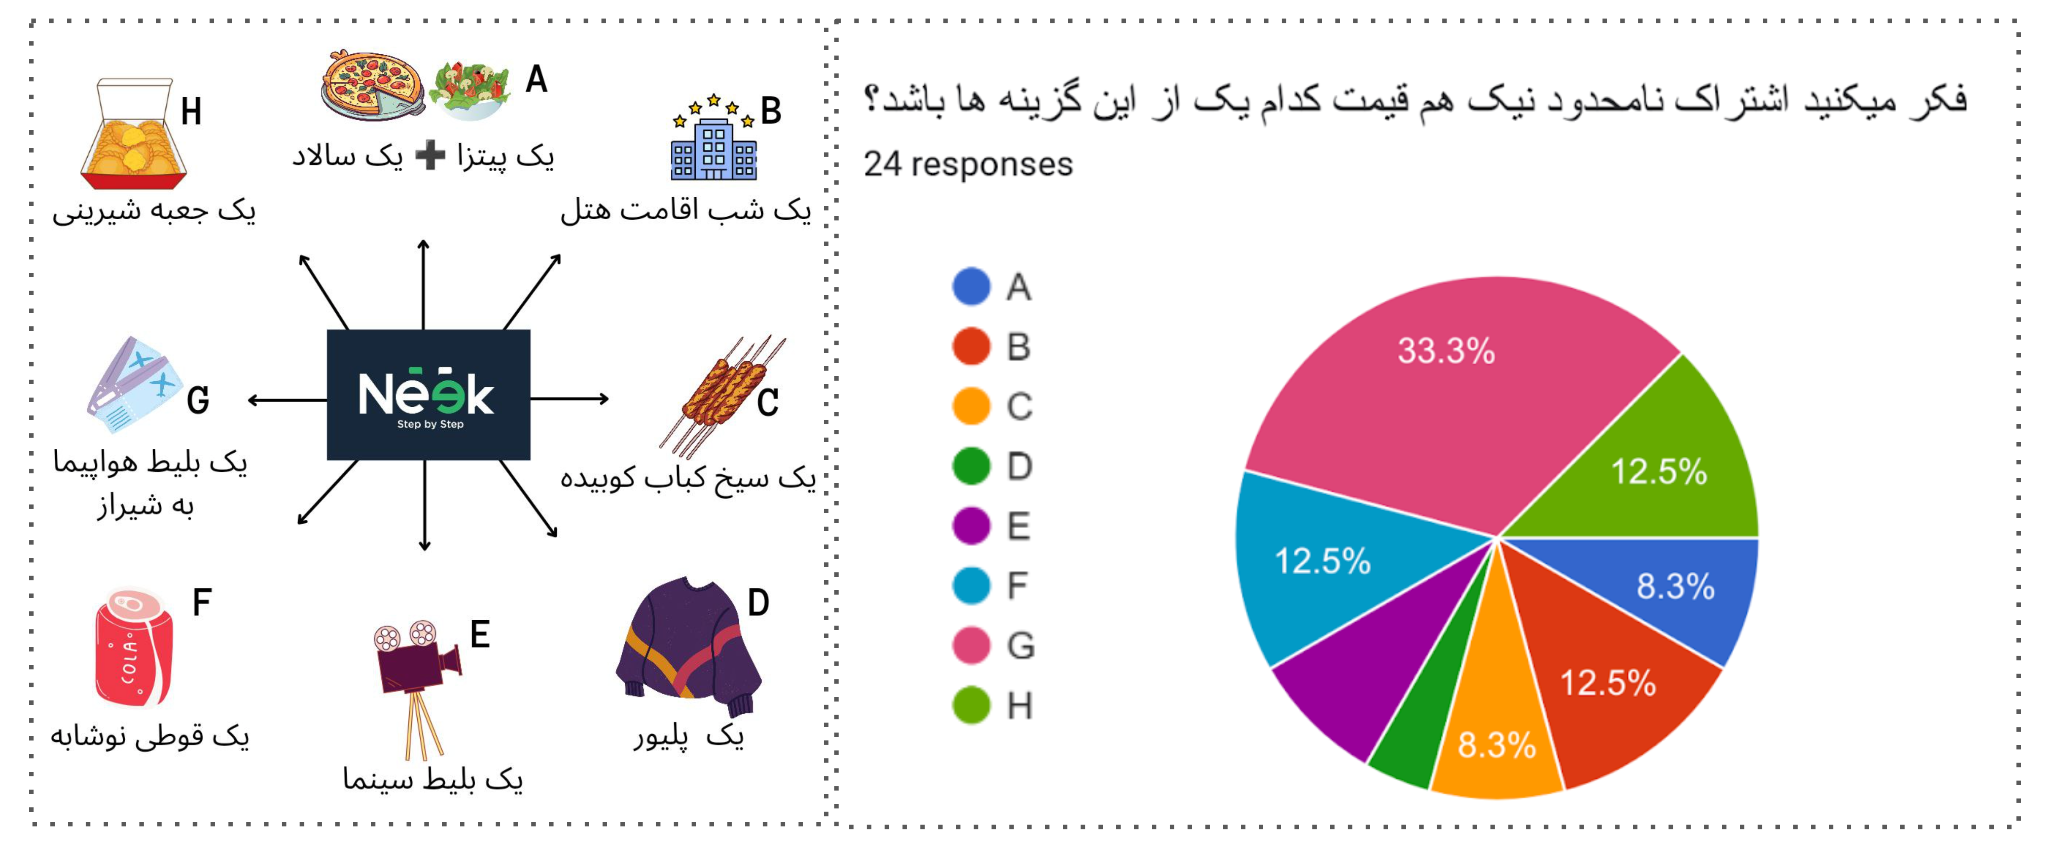 H
A
B
یک پیتزا + یک سالاد
یک جعبه شیرینی
یک شب اقامت هتل
G
Neek
Step by Step
C
یک بلیط هواپیما
به شیراز
یک سیخ کباب کوبیده
F
COLA
E
D
یک قوطی نوشابه
یک بلیط سینما
یک پلیور
فکر میکنید اشتراک نامحدود نیک هم قیمت کدام یک از این گزینه ها باشد؟
24 responses
A
B
C
D
E
F
G
H
33.3%
12.5%
12.5%
8.3%
12.5%
8.3%